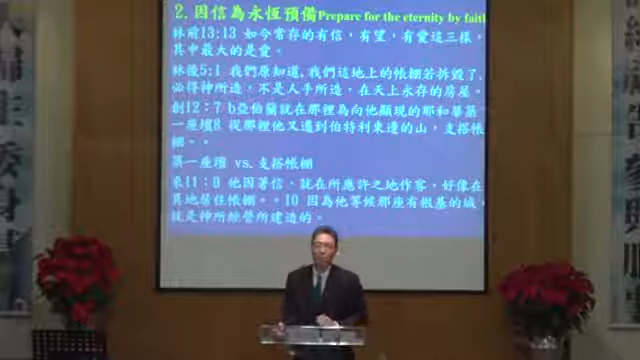 2. 因信為永恆預備Prepare for the eternity by faith
林前13:13 如今常存的有信，有望，有愛這三樣，
其中最大的是愛。
林後5:1 我們原知道,我們這地上的帳棚若拆毀了、
必得神所造，不是人手所造，在天上永存的房屋。
創12：7 b亞伯蘭就在那裡為向他顯現的耶和華築
一座壇8 從那裡他又遷到伯特利東邊的山，支搭帳
棚。。
築一座壇 vs.支搭帳棚
來11：9 他因著信，就在所應許之地作客，好像在
異地居住帳棚。。10 因為他等候那座有根基的城，
就是神所經營所建造的。